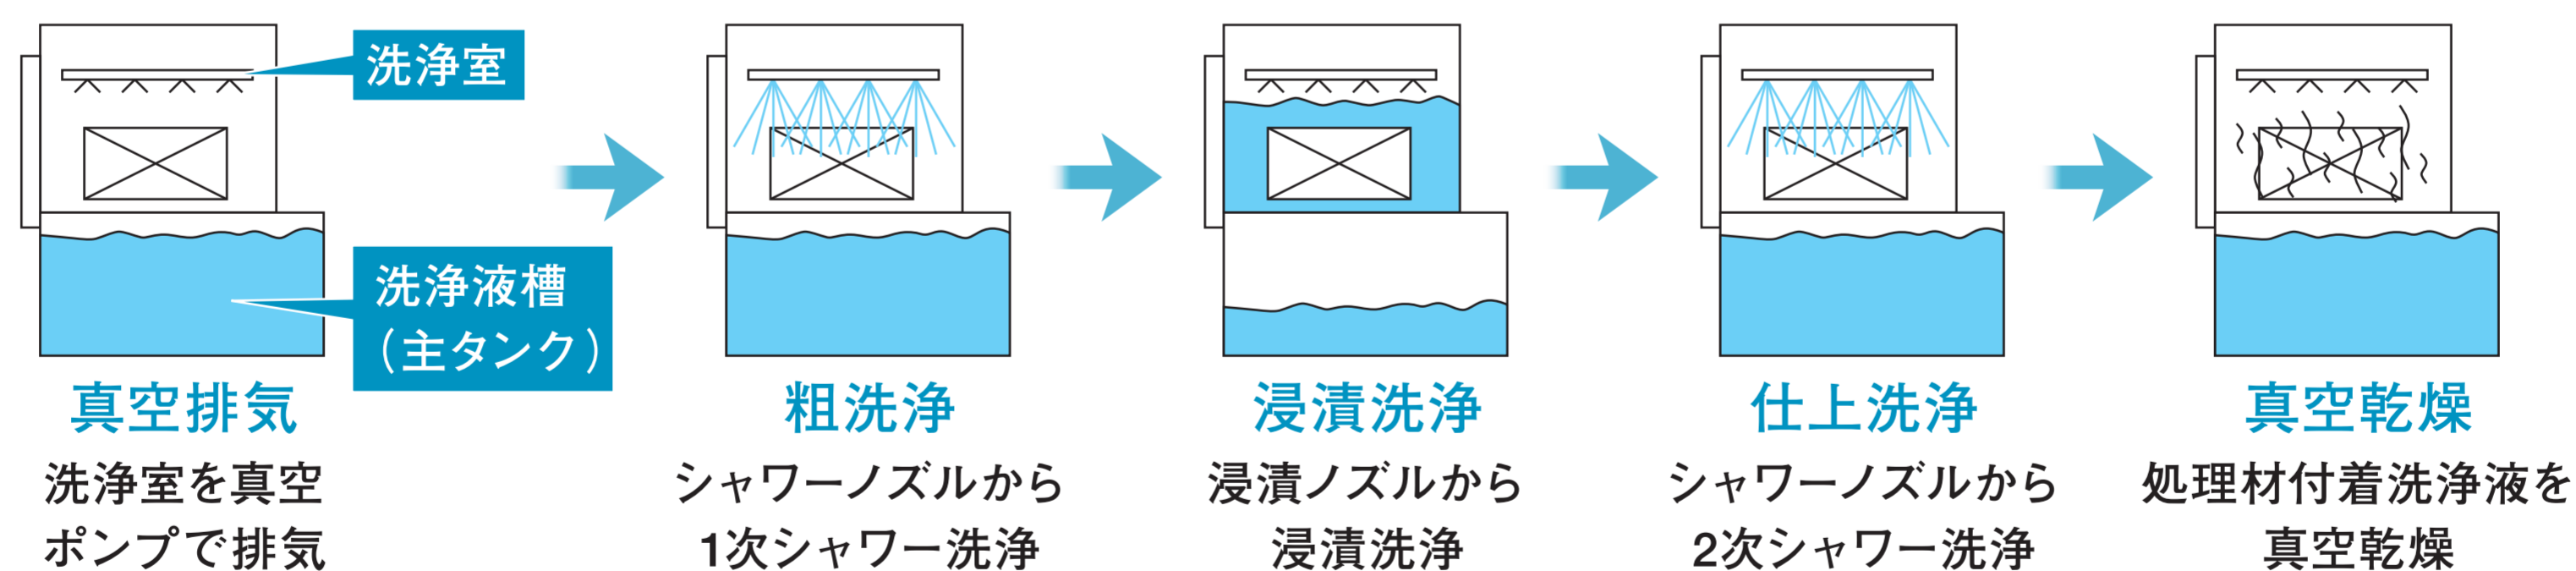 洗浄室
洗浄液槽
（主タンク）
真空排気
洗浄室を真空
ポンプで排気
粗洗浄
シャワーノズルから
1次シャワー洗浄
浸漬洗浄
浸漬ノズルから
浸漬洗浄
仕上洗浄
シャワーノズルから
2次シャワー洗浄
真空乾燥
処理材付着洗浄液を
真空乾燥